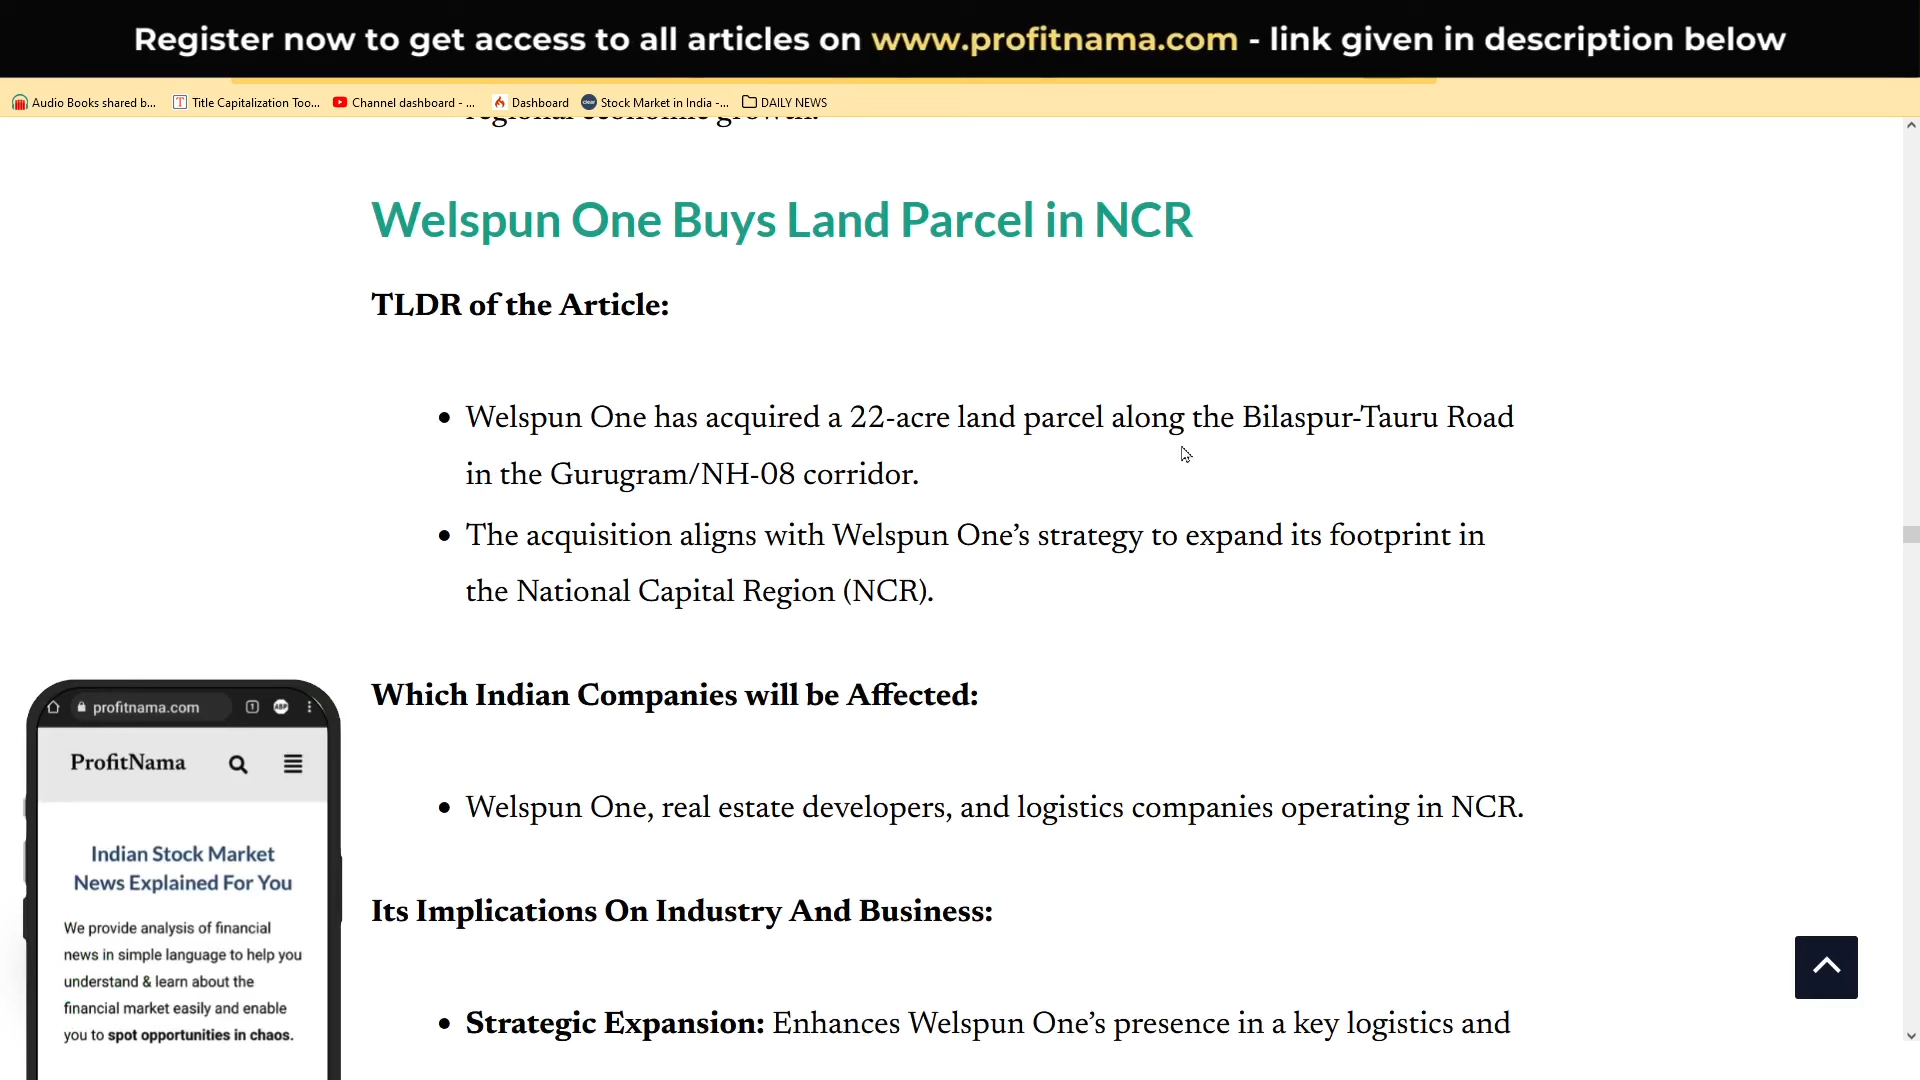 Register now to get access to all articles on www.profitnama.com - link given in description below
Audio Books shared b... Title Capitalization Too... Channel dashboard - ... Dashboard Stock Market in India -... DAILY NEWS
regional economic growth.
Welspun One Buys Land Parcel in NCR
TLDR of the Article:
• Welspun One has acquired a 22-acre land parcel along the Bilaspur-Tauru Road
in the Gurugram/NH-08 corridor.
• The acquisition aligns with Welspun One’s strategy to expand its footprint in
the National Capital Region (NCR).
Which Indian Companies will be Affected:
• Welspun One, real estate developers, and logistics companies operating in NCR.
Its Implications On Industry And Business:
• Strategic Expansion: Enhances Welspun One’s presence in a key logistics and
profitnama.com 1 ABP
ProfitNama
Indian Stock Market
News Explained For You
We provide analysis of financial
news in simple language to help you
understand & learn about the
financial market easily and enable
you to spot opportunities in chaos.